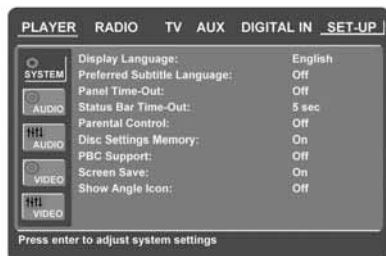 PLAYER RADIO TV AUX DIGITAL IN SET-UP
SYSTEM
AUDIO
AUDIO
VIDEO
VIDEO
Display Language: English
Preferred Subtitle Language: Off
Panel Time-Out: Off
Status Bar Time-Out: 5 sec
Parental Control: Off
Disc Settings Memory: On
PBC Support: Off
Screen Save: On
Show Angle Icon: Off
Press enter to adjust system settings